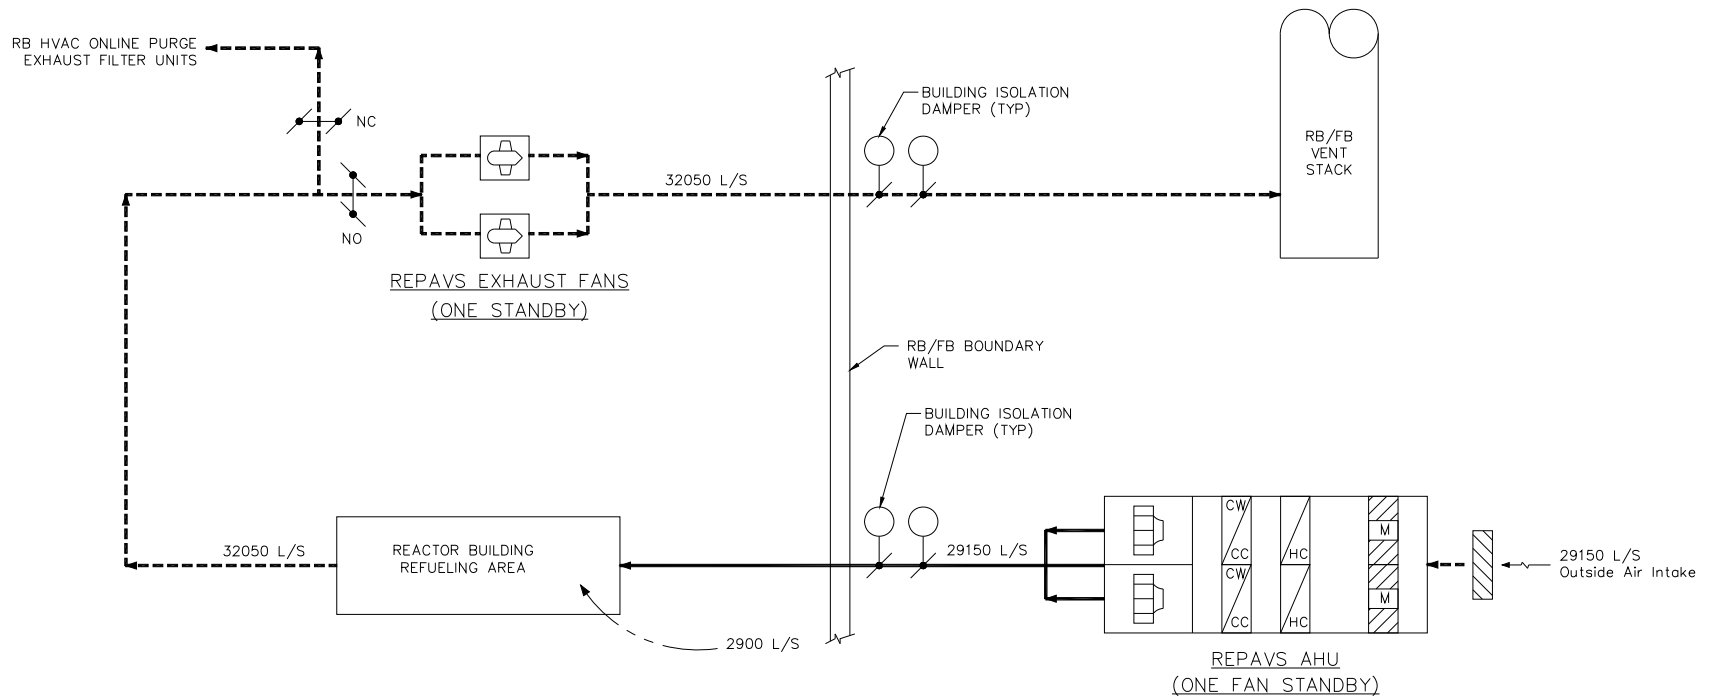 RB HVAC ONLINE PURGE
EXHAUST FILTER UNITS
NC
NO
REPAVS EXHAUST FANS
(ONE STANDBY)
32050 L/S
BUILDING ISOLATION
DAMPER (TYP)
RB/FB
VENT
STACK
RB/FB BOUNDARY
WALL
BUILDING ISOLATION
DAMPER (TYP)
32050 L/S
REACTOR BUILDING
REFUELING AREA
2900 L/S
29150 L/S
CW
CC
HC
M
CW
CC
HC
M
29150 L/S
Outside Air Intake
REPAVS AHU
(ONE FAN STANDBY)